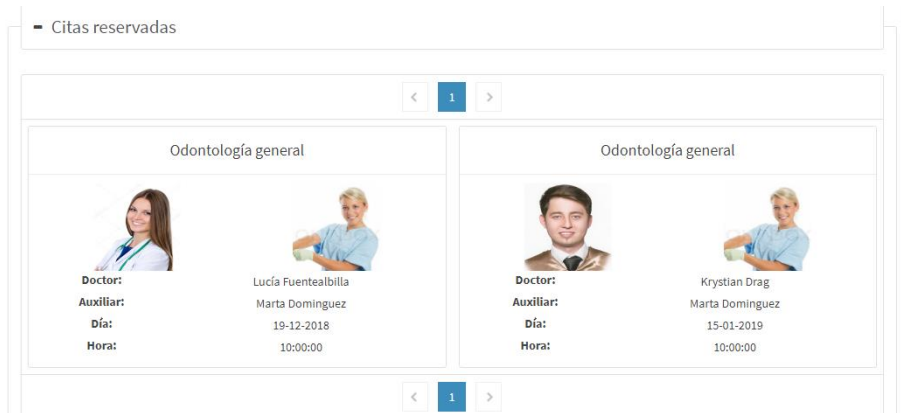 - Citas reservadas
< 1 >
Odontología general
Doctor: Lucía Fuentealbilla
Auxiliar: Marta Dominguez
Día: 19-12-2018
Hora: 10:00:00
Odontología general
Doctor: Krystian Drag
Auxiliar: Marta Dominguez
Día: 15-01-2019
Hora: 10:00:00
< 1 >